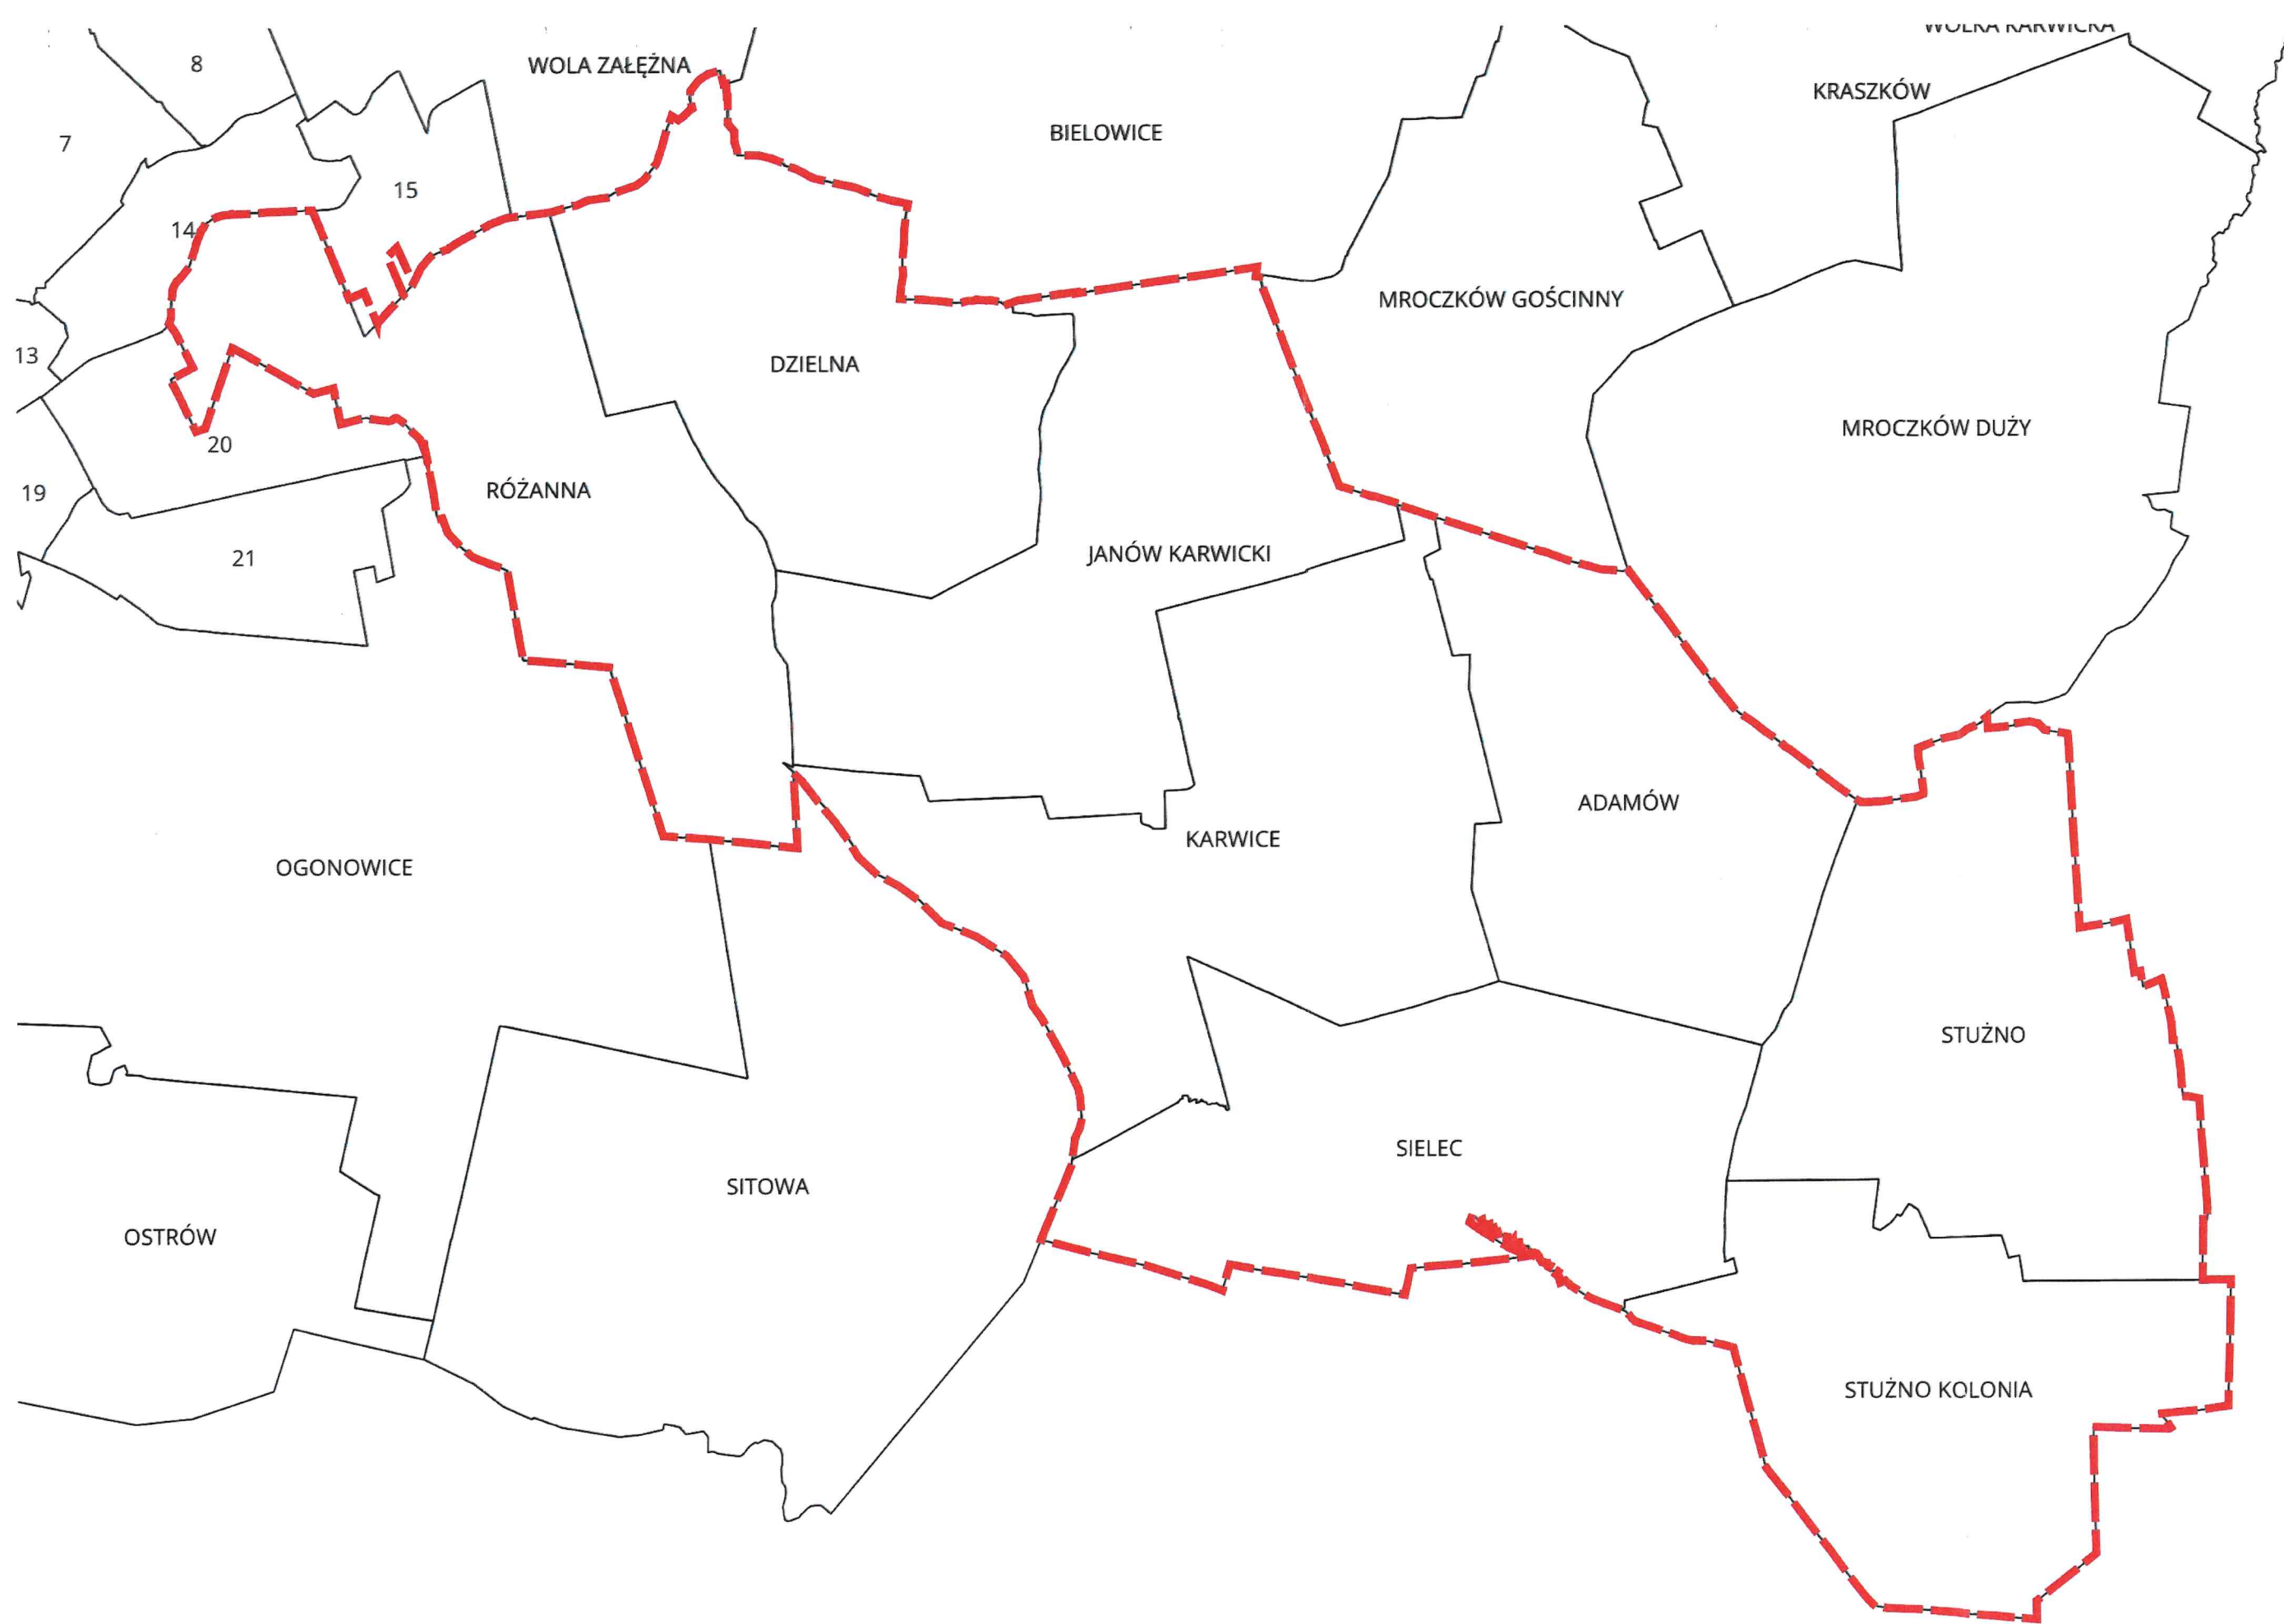 WOLA ZAŁĘŻNA
8
KRASZKÓW
BIELOWICE
7
15
14
MROCZKÓW GOŚCINNY
13
DZIELNA
MROCZKÓW DUŻY
20
19
RÓŻANNA
21
JANÓW KARWICKI
ADAMÓW
KARWICE
OGONOWICE
STUŻNO
SIELEC
SITOWA
OSTRÓW
STUŻNO KOLONIA